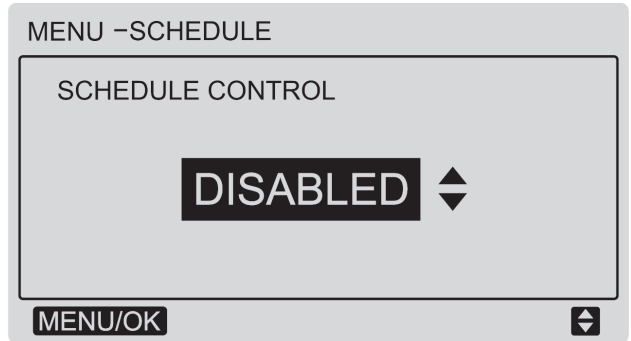 MENU -SCHEDULE
SCHEDULE CONTROL
DISABLED
MENU/OK